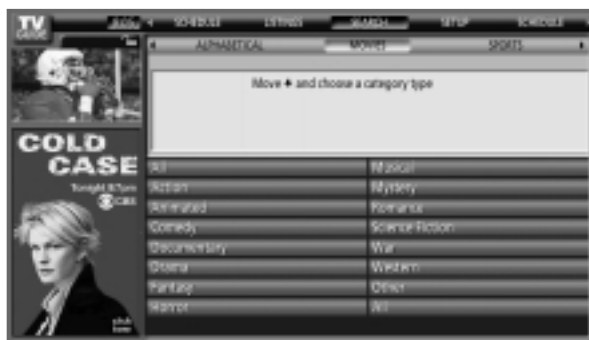 TV
GUIDE
SCHEDULE LISTINGS SEARCH SETUP SCHEDULE
ALPHABETICAL MOVIES SPORTS
Move and choose a category type
COLD
CASE
Tonight 8/7pm
CBS
All Musical
Action Mystery
Animated Romance
Comedy Science Fiction
Documentary War
Drama Western
Fantasy Other
Horror All